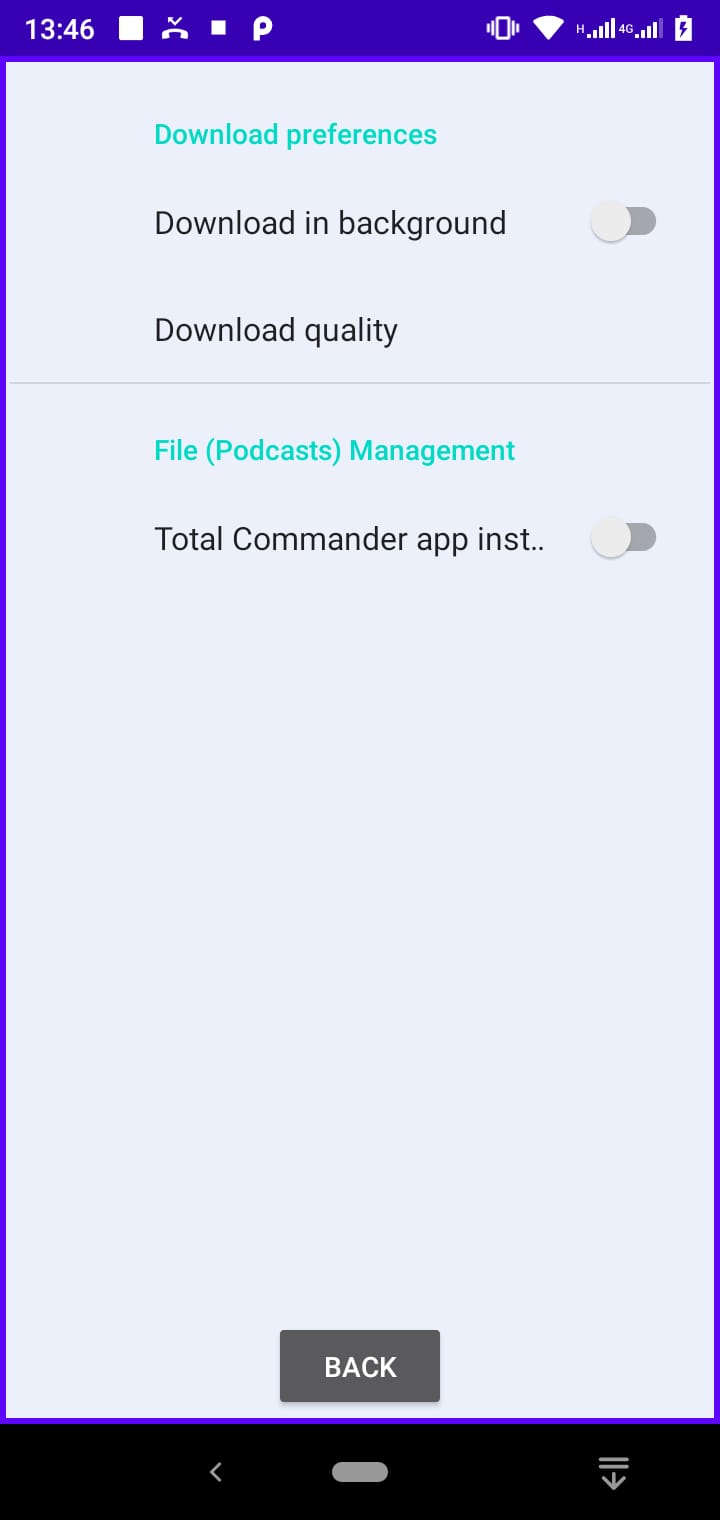 13:46
H 4G
Download preferences
Download in background
Download quality
File (Podcasts) Management
Total Commander app inst..
BACK